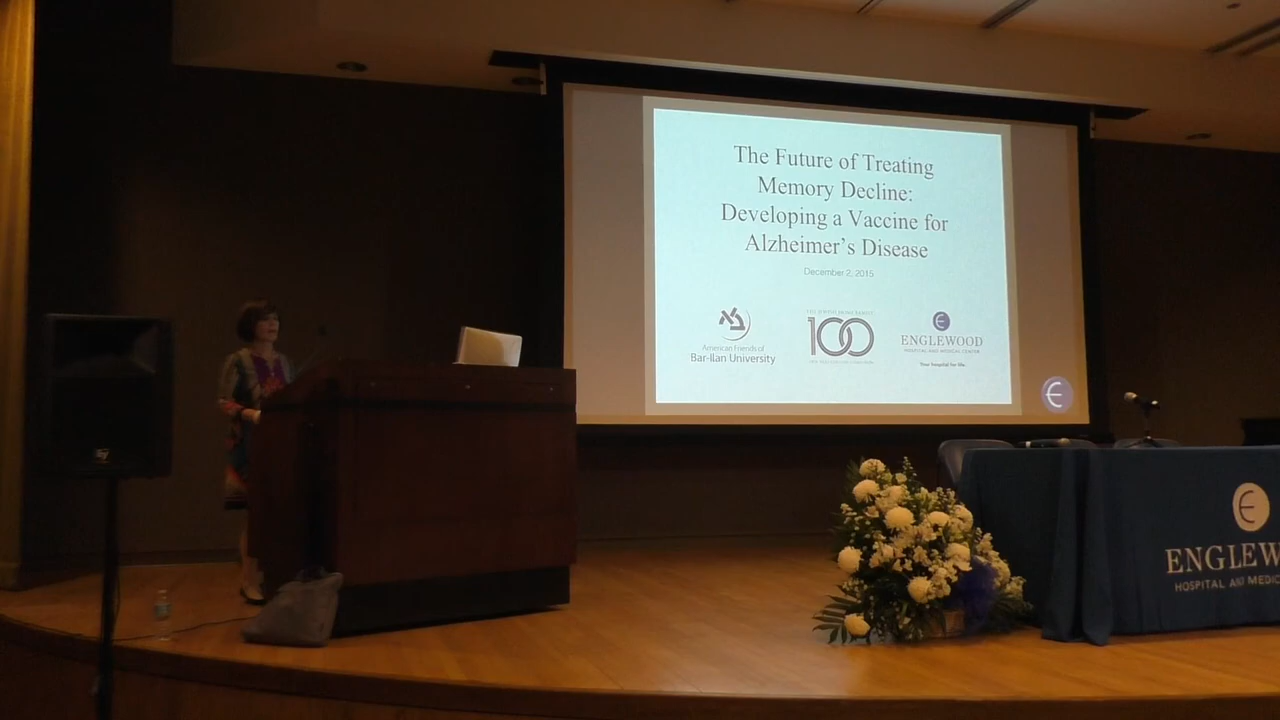 The Future of Treating
Memory Decline:
Developing a Vaccine for
Alzheimer's Disease
December 2, 2015
American Friends of
Bar-Ilan University
100
ENGLEWOOD
HOSPITAL AND MEDICAL CENTER
Your hospital for life
ENGLEW
HOSPITAL AND MEDIC